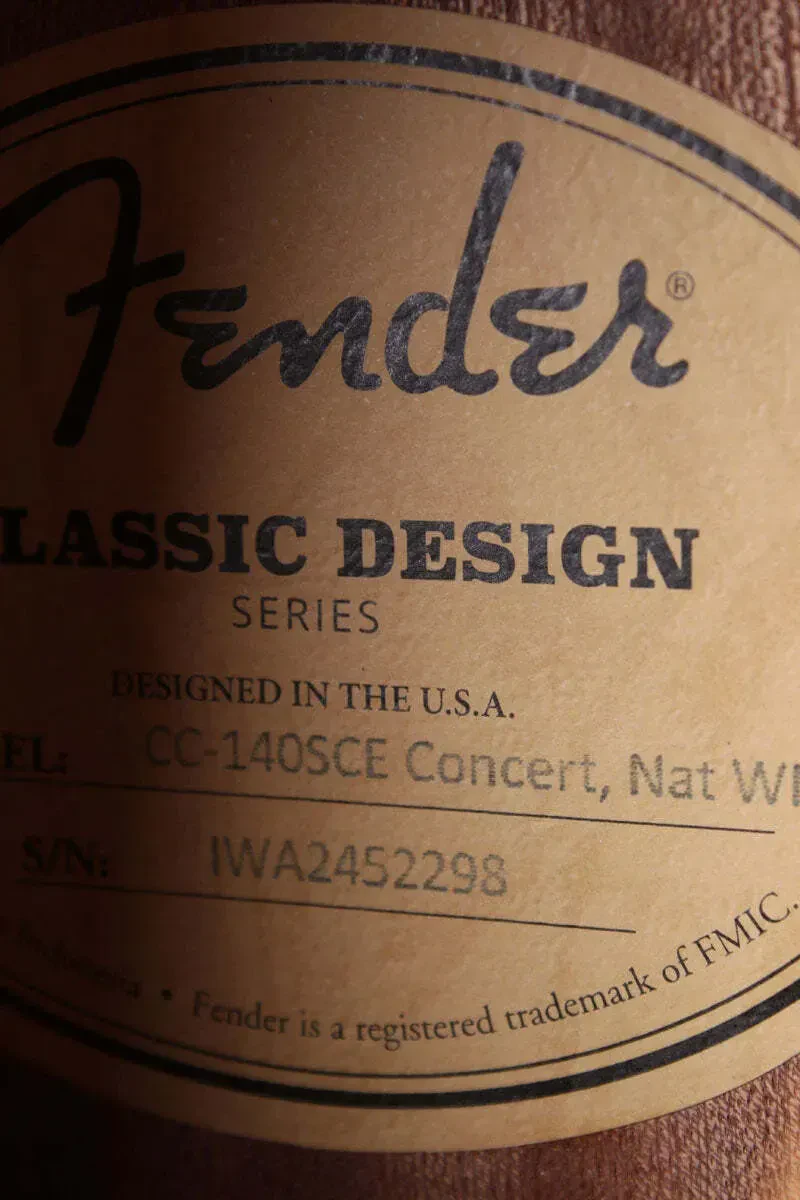 Fender®
LASSIC DESIGN
SERIES
DESIGNED IN THE U.S.A.
EL: CC-140SCE Concert, Nat W
S/N: IWA2452298
• Fender is a registered trademark of FMIC.